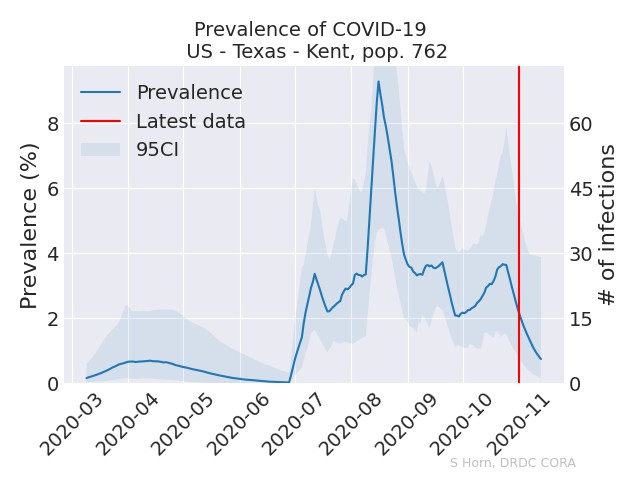 Prevalence of COVID-19
US - Texas - Kent, pop. 762
Prevalence
Latest data
95CI
Prevalence (%)
8
6
4
2
0
# of infections
60
45
30
15
0
2020-03
2020-04
2020-05
2020-06
2020-07
2020-08
2020-09
2020-10
2020-11
S Horn, DRDC CORA